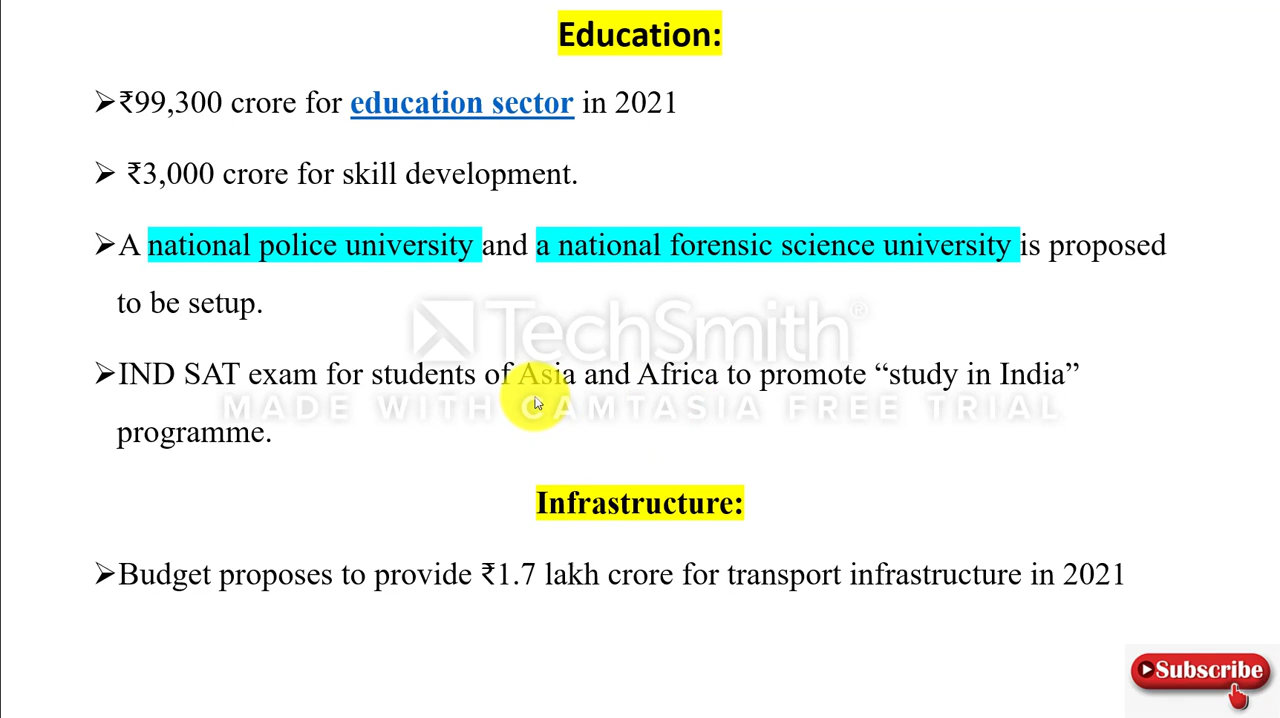 Education:
➢₹99,300 crore for education sector in 2021
➢ ₹3,000 crore for skill development.
➢A national police university and a national forensic science university is proposed
to be setup.
TechSmith®
➢IND SAT exam for students of Asia and Africa to promote “study in India”
MADE WITH CAMTASIA FREE TRIAL
programme.
Infrastructure:
➢Budget proposes to provide ₹1.7 lakh crore for transport infrastructure in 2021
Subscribe